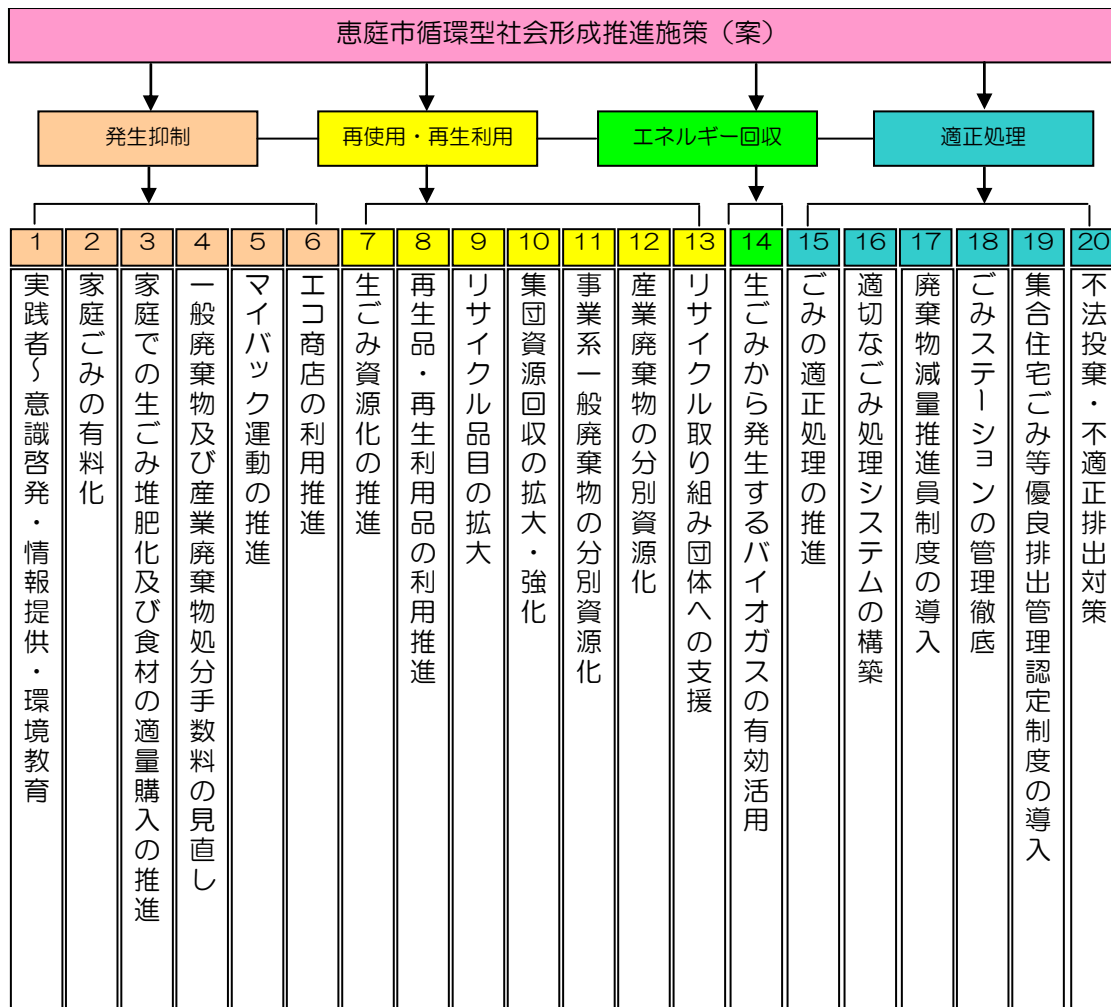 恵庭市循環型社会形成推進施策（案）
発生抑制
再使用・再生利用
エネルギー回収
適正処理
1
実践者～意識啓発・情報提供・環境教育
2
家庭ごみの有料化
3
家庭での生ごみ堆肥化及び食材の適量購入の推進
4
一般廃棄物及び産業廃棄物処分手数料の見直し
5
マイバック運動の推進
6
エコ商店の利用推進
7
生ごみ資源化の推進
8
再生品・再生利用品の利用推進
9
リサイクル品目の拡大
10
集団資源回収の拡大・強化
11
事業系一般廃棄物の分別資源化
12
産業廃棄物の分別資源化
13
リサイクル取り組み団体への支援
14
生ごみから発生するバイオガスの有効活用
15
ごみの適正処理の推進
16
適切なごみ処理システムの構築
17
廃棄物減量推進員制度の導入
18
ごみステーションの管理徹底
19
集合住宅ごみ等優良排出管理認定制度の導入
20
不法投棄・不適正排出対策